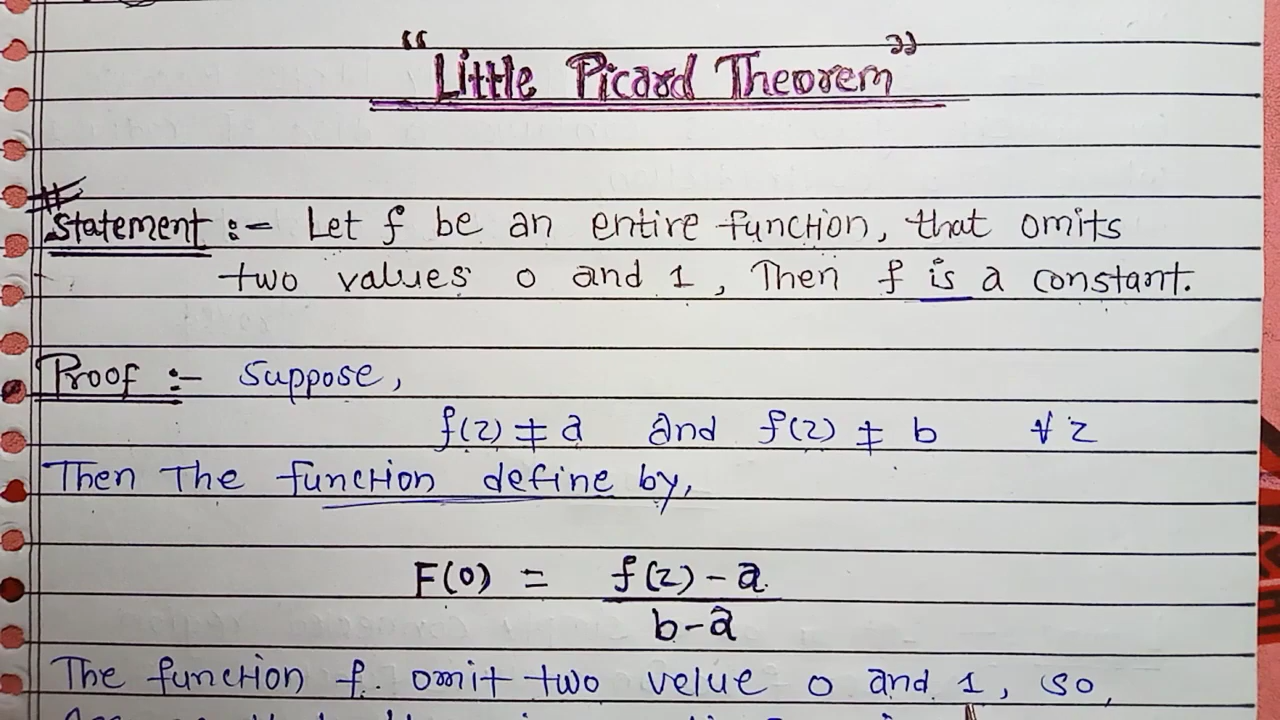 "Little Picard Theorem"
Statement :- Let f be an entire function, that omits
two values 0 and 1, Then f is a constant.
Proof :- Suppose,
f(z) ≠ a and f(z) ≠ b ∀ z
Then The function define by,
F(0) = f(z) - a / b - a
The function f. omit two velue 0 and 1, so,